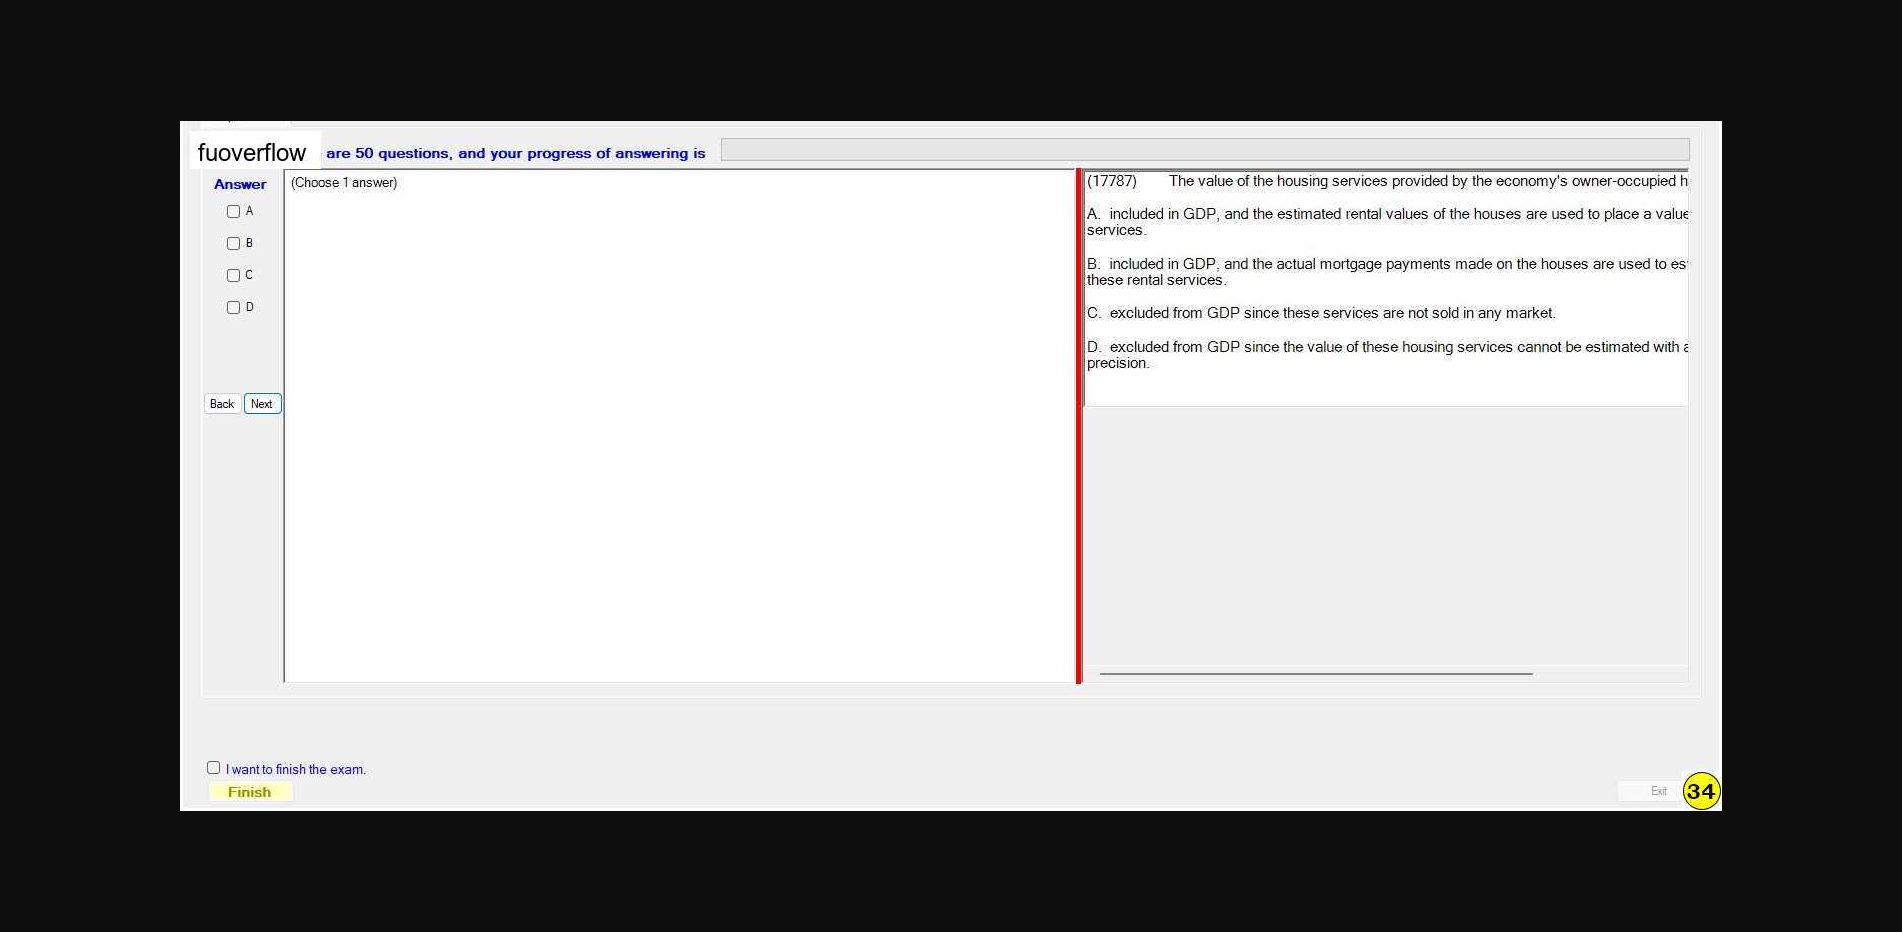 fuoverflow are 50 questions, and your progress of answering is
Answer
(Choose 1 answer)
A
B
C
D
Back Next
(17787) The value of the housing services provided by the economy's owner-occupied
A. included in GDP, and the estimated rental values of the houses are used to place a value
services.
B. included in GDP, and the actual mortgage payments made on the houses are used to
these rental services.
C. excluded from GDP since these services are not sold in any market.
D. excluded from GDP since the value of these housing services cannot be estimated with
precision.
I want to finish the exam.
Finish
Exit
34